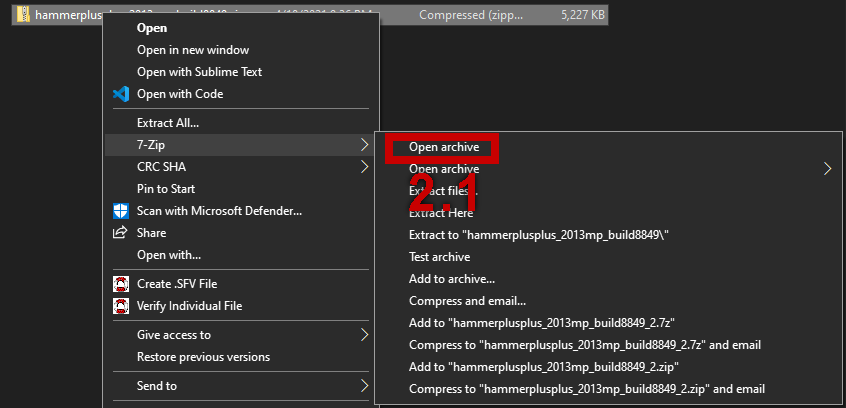 Compressed (zipp...
5,227 KB
Open
Open in new window
Open with Sublime Text
Open with Code
Extract All...
7-Zip
CRC SHA
Pin to Start
Scan with Microsoft Defender...
Share
Open with...
Create .SFV File
Verify Individual File
Give access to
Restore previous versions
Send to
Open archive
Open archive
2.1
Extract files...
Extract Here
Extract to "hammerplusplus_2013mp_build8849\"
Test archive
Add to archive...
Compress and email...
Add to "hammerplusplus_2013mp_build8849_2.7z"
Compress to "hammerplusplus_2013mp_build8849_2.7z" and email
Add to "hammerplusplus_2013mp_build8849_2.zip"
Compress to "hammerplusplus_2013mp_build8849_2.zip" and email